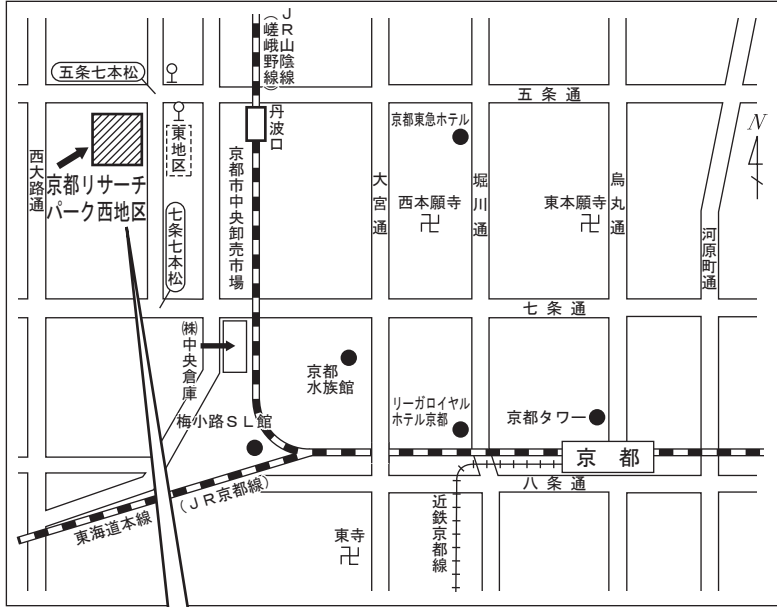 JR山陰線
(嵯峨野線)
五条七本松
五条通
丹波口
京都東急ホテル
N
東地区
西大路通
京都リサーチ
パーク西地区
京都市中央卸売市場
大宮通
西本願寺
卍
堀川通
東本願寺
卍
烏丸通
河原町通
七条七本松
七条通
㈱中央倉庫
京都
水族館
梅小路SL館
リーガロイヤル
ホテル京都
京都タワー
京都
八条通
東海道本線
(JR京都線)
近鉄京都線
東寺
卍